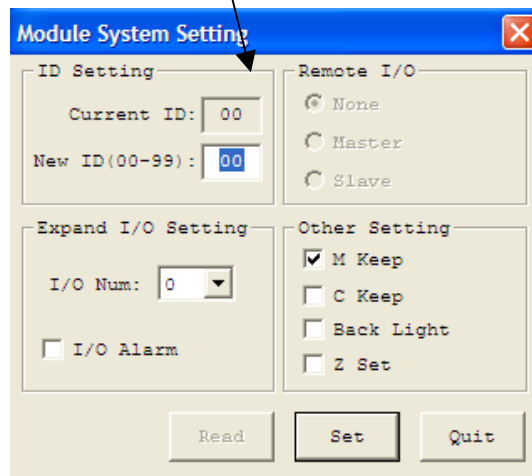 Module System Setting
ID Setting
Current ID: 00
New ID(00-99): 00
Remote I/O
None
Master
Slave
Expand I/O Setting
I/O Num: 0
I/O Alarm
Other Setting
M Keep
C Keep
Back Light
Z Set
Read Set Quit